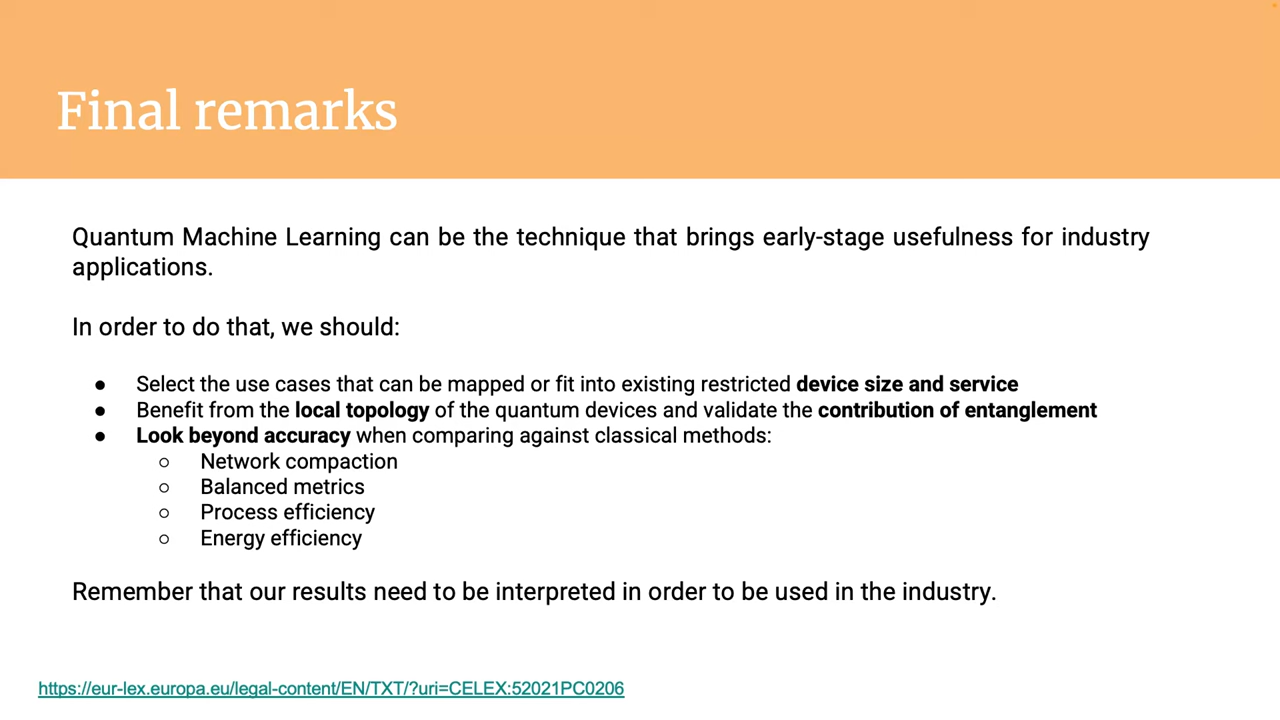 Final remarks
Quantum Machine Learning can be the technique that brings early-stage usefulness for industry
applications.
In order to do that, we should:
● Select the use cases that can be mapped or fit into existing restricted device size and service
● Benefit from the local topology of the quantum devices and validate the contribution of entanglement
● Look beyond accuracy when comparing against classical methods:
○ Network compaction
○ Balanced metrics
○ Process efficiency
○ Energy efficiency
Remember that our results need to be interpreted in order to be used in the industry.
https://eur-lex.europa.eu/legal-content/EN/TXT/?uri=CELEX:52021PC0206